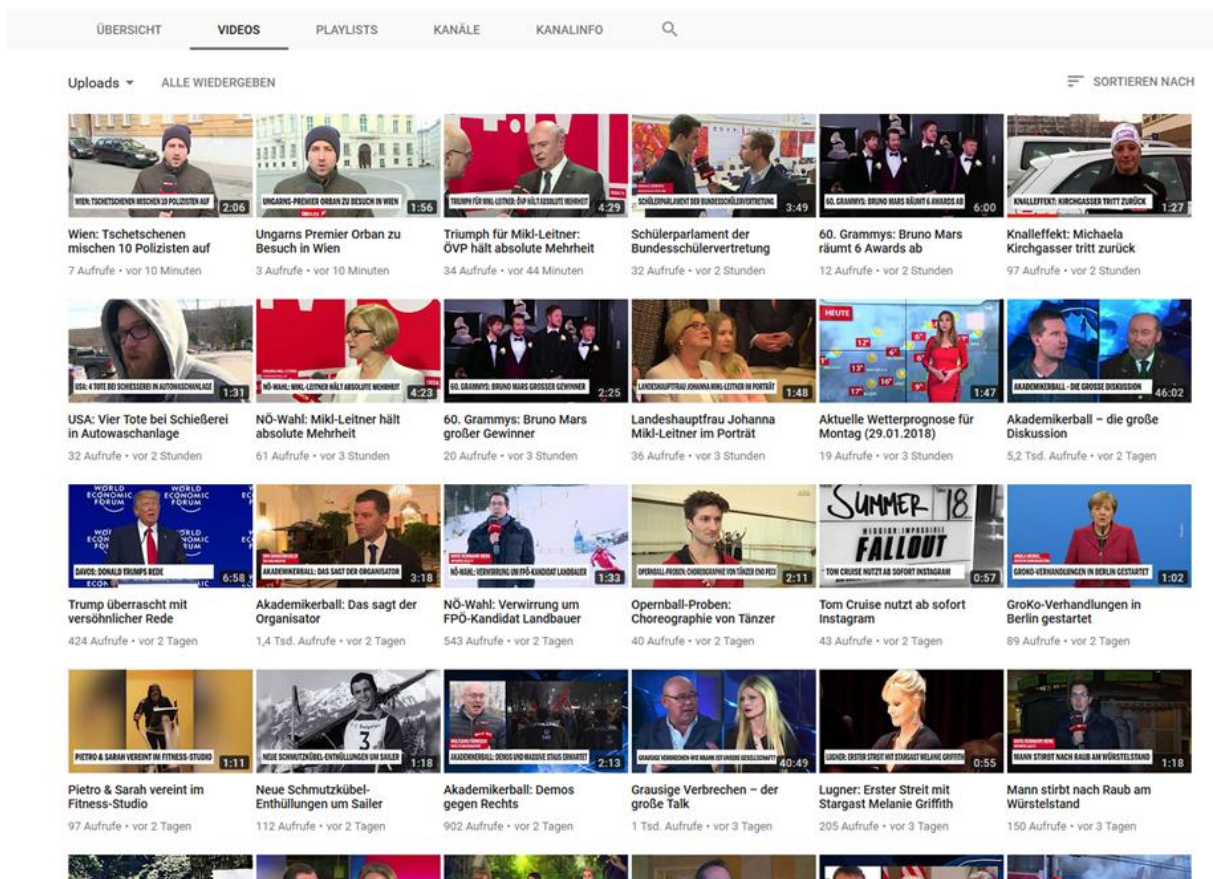 ÜBERSICHT VIDEOS PLAYLISTS KANÄLE KANALINFO
Uploads ALLE WIEDERGEBEN SORTIEREN NACH
WIEN: TSCHETSCHENEN MISCHEN 10 POLIZISTEN AUF 2:06
UNGARNS-PREMIER ORBAN ZU BESUCH IN WIEN 1:56
TRIUMPH FÜR MIKL-LEITNER: ÖVP HÄLT ABSOLUTE MEHRHEIT 4:29
SCHÜLERPARLAMENT DER BUNDESSCHÜLERVERTRETUNG 3:49
60. GRAMMYS: BRUNO MARS RÄUMT 6 AWARDS AB 6:00
KNALLEFFEKT: KIRCHGASSER TRITT ZURÜCK 1:27
Wien: Tschetschenen
mischen 10 Polizisten auf
7 Aufrufe • vor 10 Minuten
Ungarns Premier Orban zu
Besuch in Wien
3 Aufrufe • vor 10 Minuten
Triumph für Mikl-Leitner:
ÖVP hält absolute Mehrheit
34 Aufrufe • vor 44 Minuten
Schülerparlament der
Bundesschülervertretung
32 Aufrufe • vor 2 Stunden
60. Grammys: Bruno Mars
räumt 6 Awards ab
12 Aufrufe • vor 2 Stunden
Knalleffekt: Michaela
Kirchgasser tritt zurück
97 Aufrufe • vor 2 Stunden
USA: 4 TOTE BEI SCHIESSEREI IN AUTOWASCHANLAGE 1:31
NÖ-WAHL: MIKL-LEITNER HÄLT ABSOLUTE MEHRHEIT 4:23
60. GRAMMYS: BRUNO MARS GROSSER GEWINNER 2:25
LANDESHAUPTFRAU JOHANNA MIKL-LEITNER IM PORTRÄT 1:48
HEUTE
12° 6° 6° 13° 16° 17° 9°
1:47
AKADEMIKERBALL - DIE GROSSE DISKUSSION 46:02
USA: Vier Tote bei Schießerei
in Autowaschanlage
32 Aufrufe • vor 2 Stunden
NÖ-Wahl: Mikl-Leitner hält
absolute Mehrheit
61 Aufrufe • vor 3 Stunden
60. Grammys: Bruno Mars
großer Gewinner
20 Aufrufe • vor 3 Stunden
Landeshauptfrau Johanna
Mikl-Leitner im Porträt
36 Aufrufe • vor 3 Stunden
Aktuelle Wetterprognose für
Montag (29.01.2018)
19 Aufrufe • vor 3 Stunden
Akademikerball – die große
Diskussion
5,2 Tsd. Aufrufe • vor 2 Tagen
WORLD ECONOMIC FORUM
DAVOS: DONALD TRUMPS REDE 6:58
AKADEMIKERBALL: DAS SAGT DER ORGANISATOR 3:18
NÖ-WAHL: VERWIRRUNG UM FPÖ-KANDIDAT LANDBAUER 1:33
OPERNBALL-PROBEN: CHOREOGRAPHIE VON TÄNZER 2:11
SUMMER '18
MISSION: IMPOSSIBLE
FALLOUT
TOM CRUISE NUTZT AB SOFORT INSTAGRAM 0:57
GROKO-VERHANDLUNGEN IN BERLIN GESTARTET 1:02
Trump überrascht mit
versöhnlicher Rede
424 Aufrufe • vor 2 Tagen
Akademikerball: Das sagt der
Organisator
1,4 Tsd. Aufrufe • vor 2 Tagen
NÖ-Wahl: Verwirrung um
FPÖ-Kandidat Landbauer
543 Aufrufe • vor 2 Tagen
Opernball-Proben:
Choreographie von Tänzer
40 Aufrufe • vor 2 Tagen
Tom Cruise nutzt ab sofort
Instagram
43 Aufrufe • vor 2 Tagen
GroKo-Verhandlungen in
Berlin gestartet
89 Aufrufe • vor 2 Tagen
PIETRO & SARAH VEREINT IM FITNESS-STUDIO 1:11
3
NEUE SCHMUTZKÜBEL-ENTHÜLLUNGEN UM SAILER 1:18
AKADEMIKERBALL: DEMOS UND MASSIVE STAUS ERWARTET 2:13
GRAUSIGE VERBRECHEN-WIE KRANK IST UNSERE GESELLSCHAFT? 40:49
LUGNER: ERSTER STREIT MIT STARGAST MELANIE GRIFFITH 0:55
MANN STIRBT NACH RAUB AM WÜRSTELSTAND 1:18
Pietro & Sarah vereint im
Fitness-Studio
97 Aufrufe • vor 2 Tagen
Neue Schmutzkübel-
Enthüllungen um Sailer
112 Aufrufe • vor 2 Tagen
Akademikerball: Demos
gegen Rechts
902 Aufrufe • vor 2 Tagen
Grausige Verbrechen – der
große Talk
1 Tsd. Aufrufe • vor 3 Tagen
Lugner: Erster Streit mit
Stargast Melanie Griffith
205 Aufrufe • vor 3 Tagen
Mann stirbt nach Raub am
Würstelstand
150 Aufrufe • vor 3 Tagen